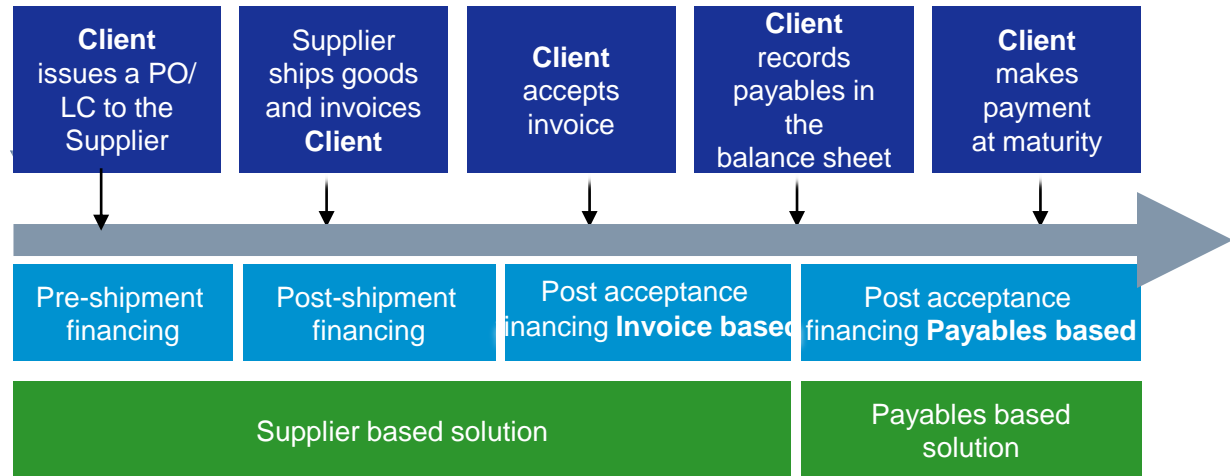 Client
issues a PO/
LC to the
Supplier
Supplier
ships goods
and invoices
Client
Client
accepts
invoice
Client
records
payables in
the
balance sheet
Client
makes
payment
at maturity
Pre-shipment
financing
Post-shipment
financing
Post acceptance
inancing Invoice based
Post acceptance
financing Payables based
Supplier based solution
Payables based
solution